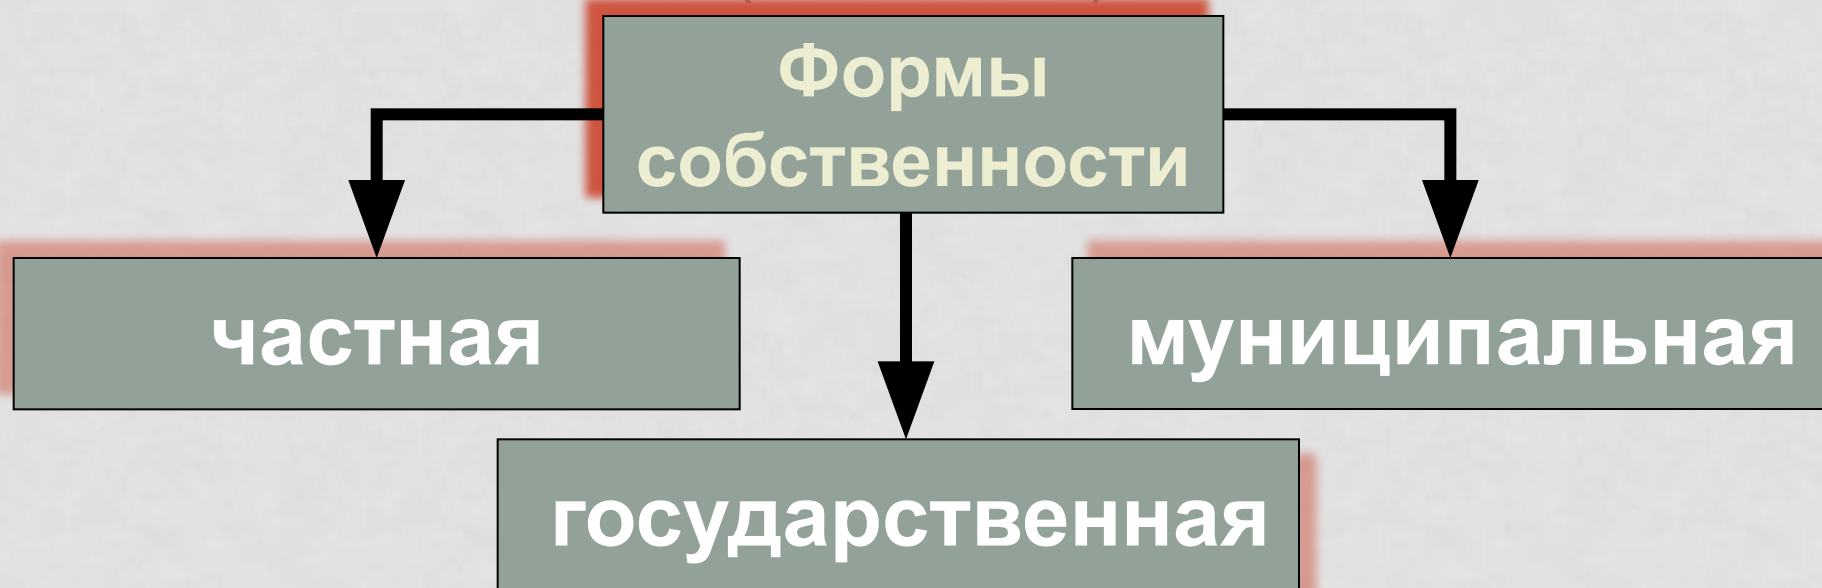 Формы
собственности
частная
муниципальная
государственная